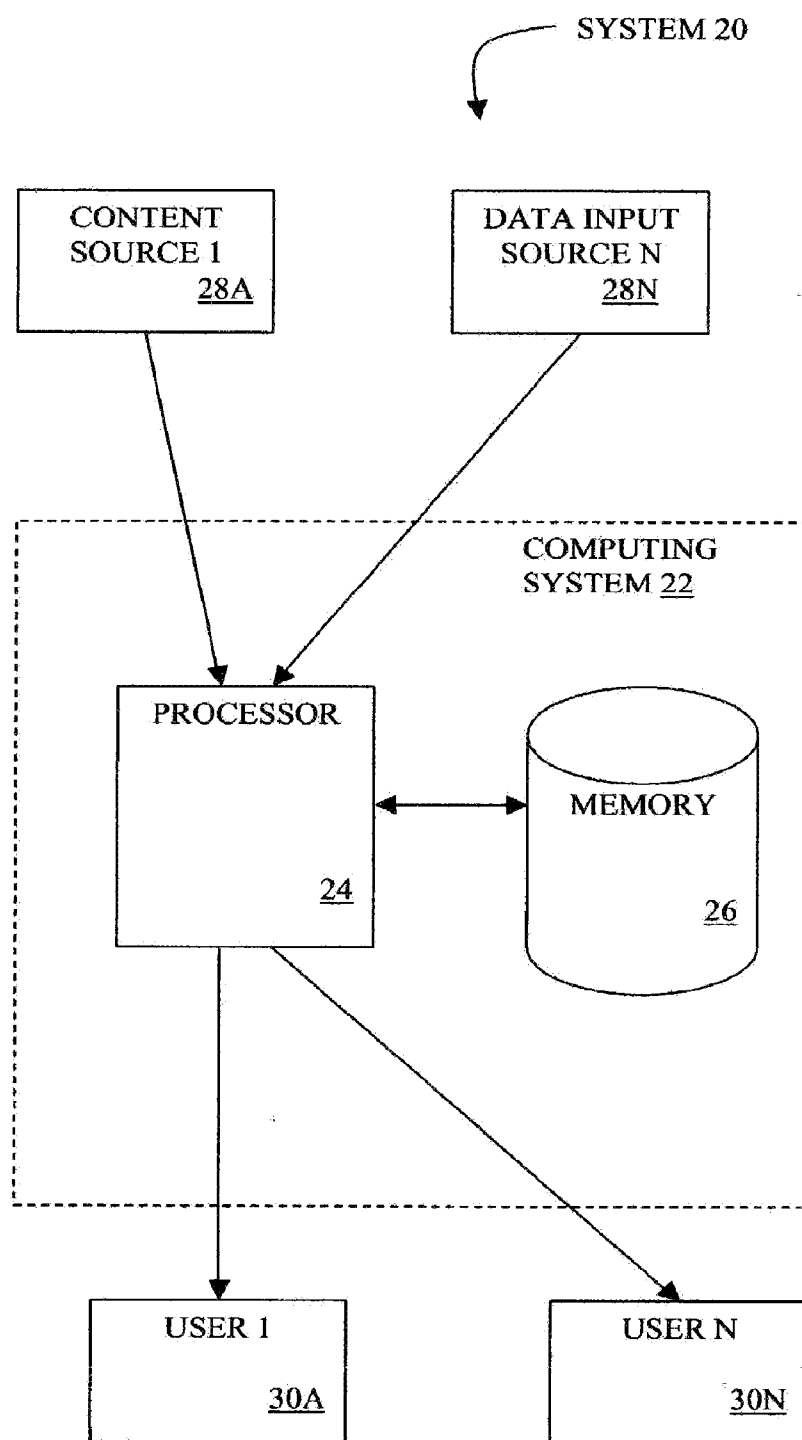 SYSTEM 20
CONTENT
SOURCE 1
28A
DATA INPUT
SOURCE N
28N
COMPUTING
SYSTEM 22
PROCESSOR
24
MEMORY
26
USER 1
30A
USER N
30N